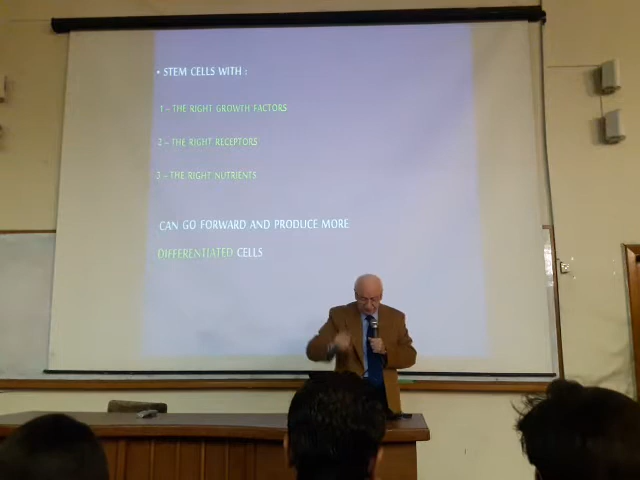 • STEM CELLS WITH :
1 – THE RIGHT GROWTH FACTORS
2 – THE RIGHT RECEPTORS
3 – THE RIGHT NUTRIENTS
CAN GO FORWARD AND PRODUCE MORE
DIFFERENTIATED CELLS